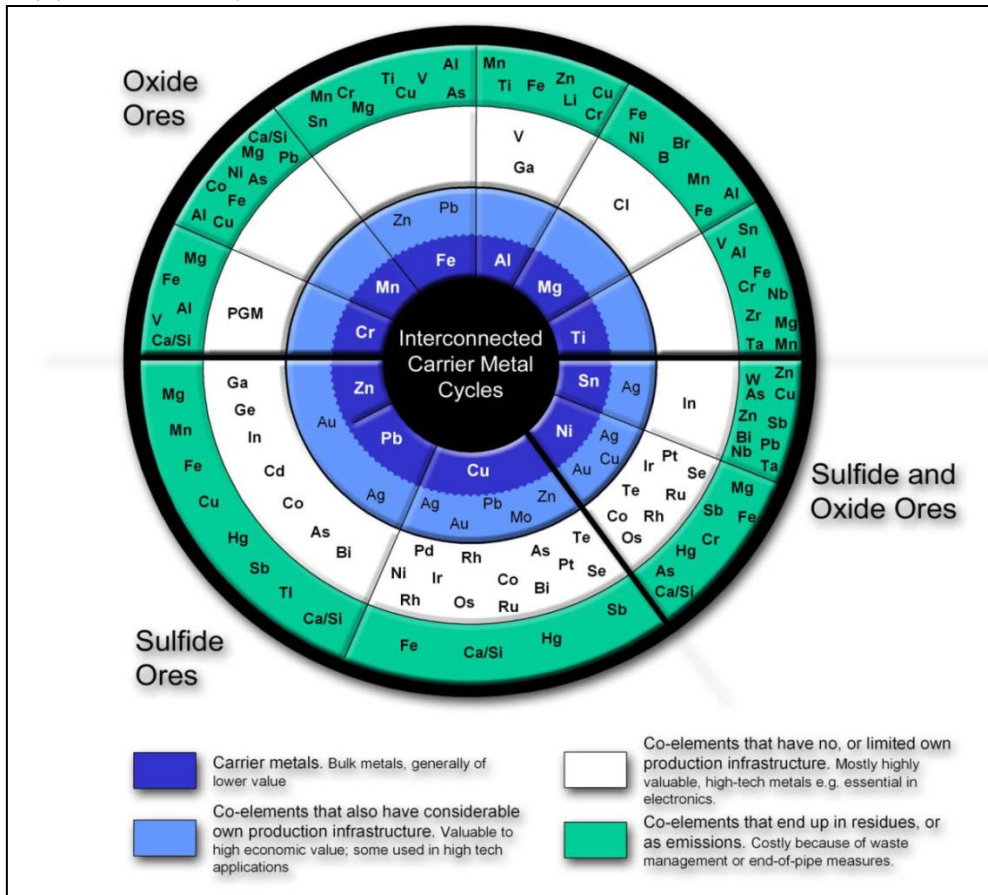 Oxide
Ores
Interconnected
Carrier Metal
Cycles
Fe
Al
Mg
Ti
Sn
Ni
Cu
Pb
Zn
Cr
Mn
Zn Pb
Ag
Ag
Cu
Au
Ag
Au
Pb
Mo
Zn
Au
Ag
V
Ga
Cl
In
Ir Pt Se
Te Ru
Co Rh
Os
Pd Rh As Te
Ni Ir Co Bi Pt Se
Rh Os Ru
Ga
Ge
In
Cd
Co
As
Bi
PGM
Mn Cr Mg Ti Cu V Al As
Sn
Mn Ti Fe Zn Li Cu Cr
Fe Ni B Br Mn Al Fe
Sn
V Al
Fe
Cr Nb
Zr Mg
Ta Mn
W Zn
As Cu
Zn Sb
Bi Pb
Nb Ta
Mg
Sb Fe
Cr
Hg
As
Ca/Si
Fe Ca/Si Hg Sb
Mg
Mn
Fe
Cu
Hg
Sb
Tl
Ca/Si
Mg
Fe
Al
V
Ca/Si
Ca/Si
Mg Pb
Ni As
Co Fe
Al Cu
Sulfide and
Oxide Ores
Sulfide
Ores
Carrier metals. Bulk metals, generally of
lower value
Co-elements that also have considerable
own production infrastructure. Valuable to
high economic value; some used in high tech
applications
Co-elements that have no, or limited own
production infrastructure. Mostly highly
valuable, high-tech metals e.g. essential in
electronics.
Co-elements that end up in residues, or
as emissions. Costly because of waste
management or end-of-pipe measures.